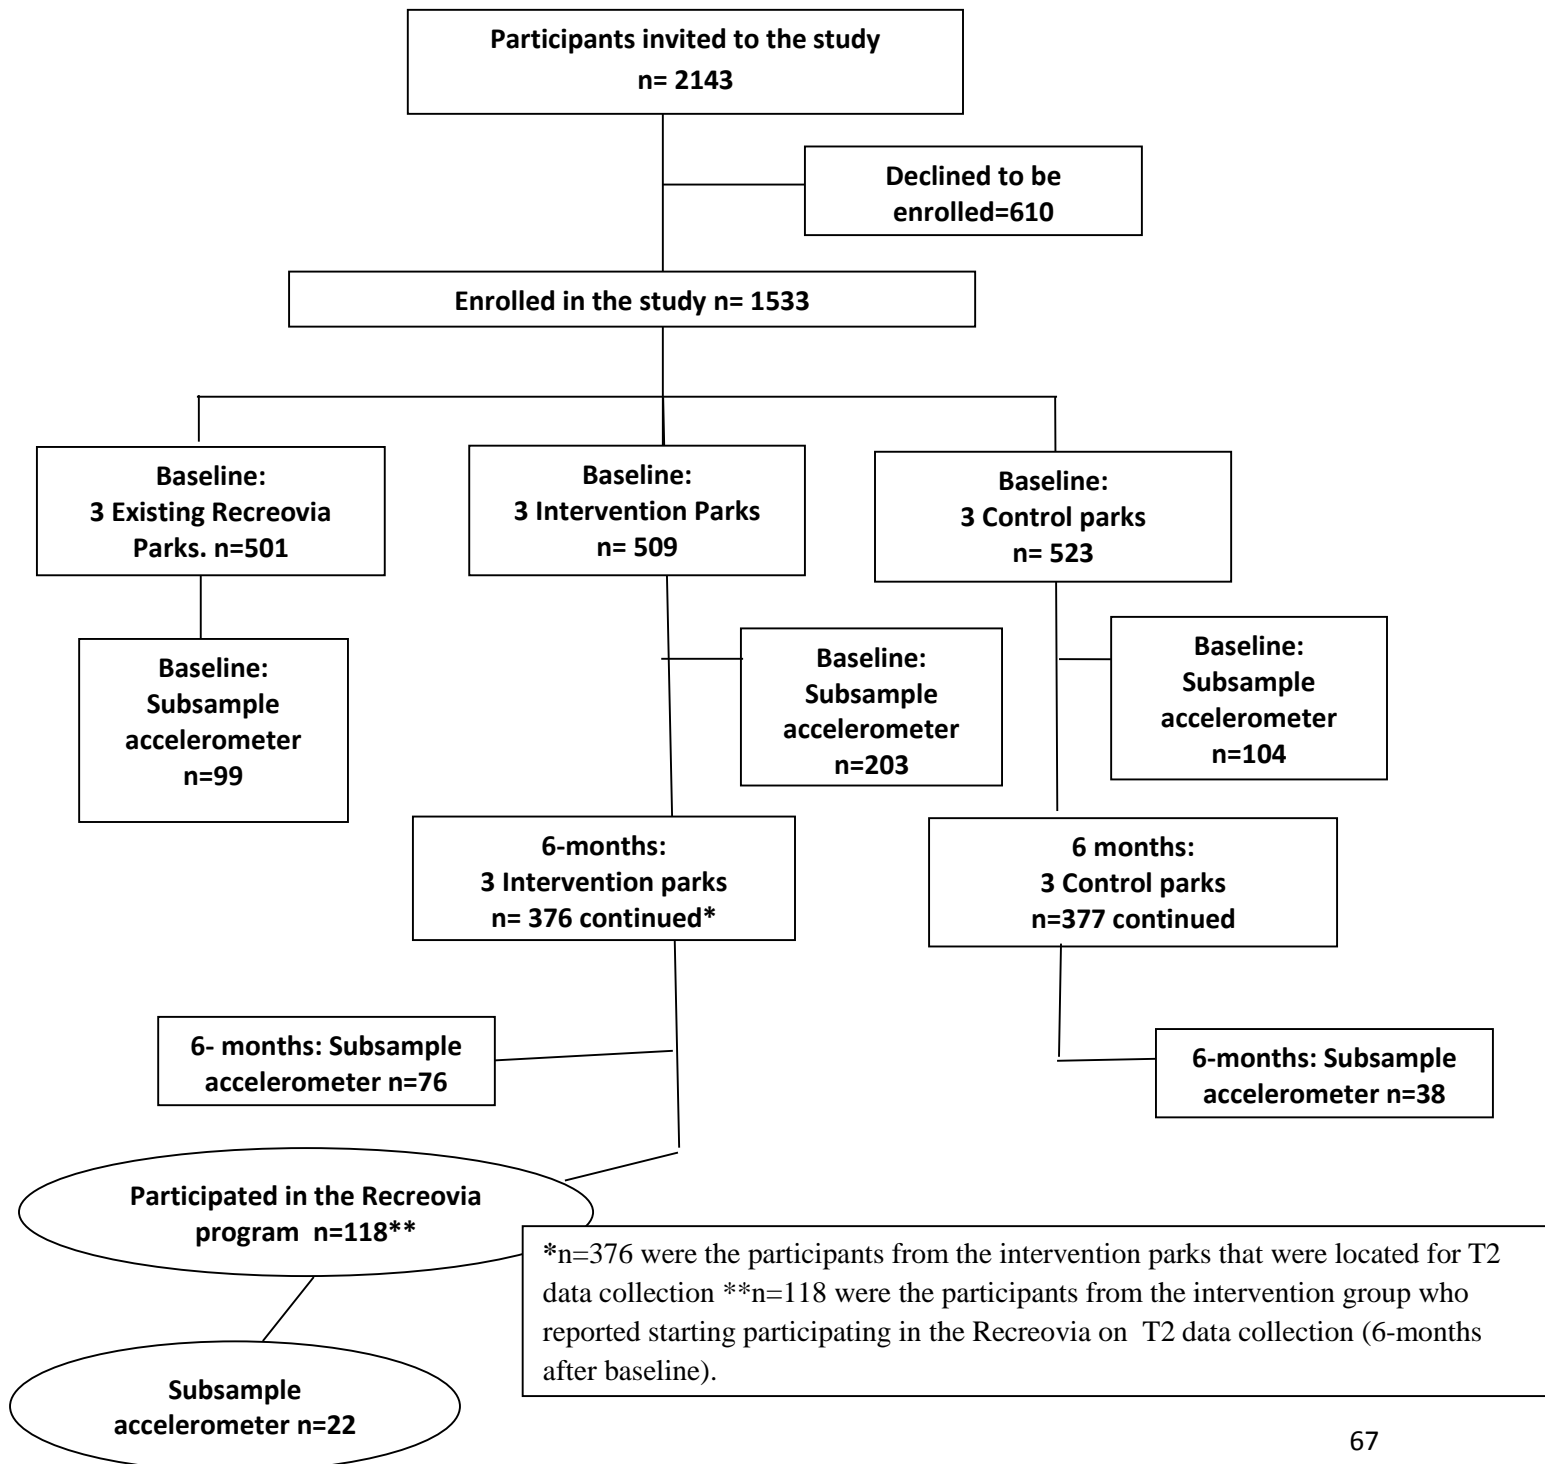 Participants invited to the study
n= 2143
Declined to be
enrolled=610
Enrolled in the study n= 1533
Baseline:
3 Existing Recreovia
Parks. n=501
Baseline:
3 Intervention Parks
n= 509
Baseline:
3 Control parks
n= 523
Baseline:
Subsample
accelerometer
n=99
Baseline:
Subsample
accelerometer
n=203
Baseline:
Subsample
accelerometer
n=104
6-months:
3 Intervention parks
n= 376 continued*
6 months:
3 Control parks
n=377 continued
6- months: Subsample
accelerometer n=76
6-months: Subsample
accelerometer n=38
Participated in the Recreovia
program  n=118**
*n=376 were the participants from the intervention parks that were located for T2
data collection **n=118 were the participants from the intervention group who
reported starting participating in the Recreovia on  T2 data collection (6-months
after baseline).
Subsample
accelerometer n=22
67